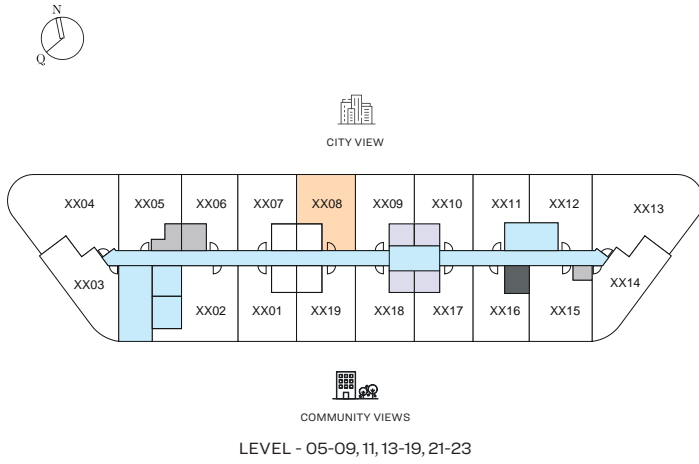 N
Q
CITY VIEW
XX04 XX05 XX06 XX07 XX08 XX09 XX10 XX11 XX12 XX13
XX03 XX14
XX02 XX01 XX19 XX18 XX17 XX16 XX15
COMMUNITY VIEWS
LEVEL - 05-09, 11, 13-19, 21-23